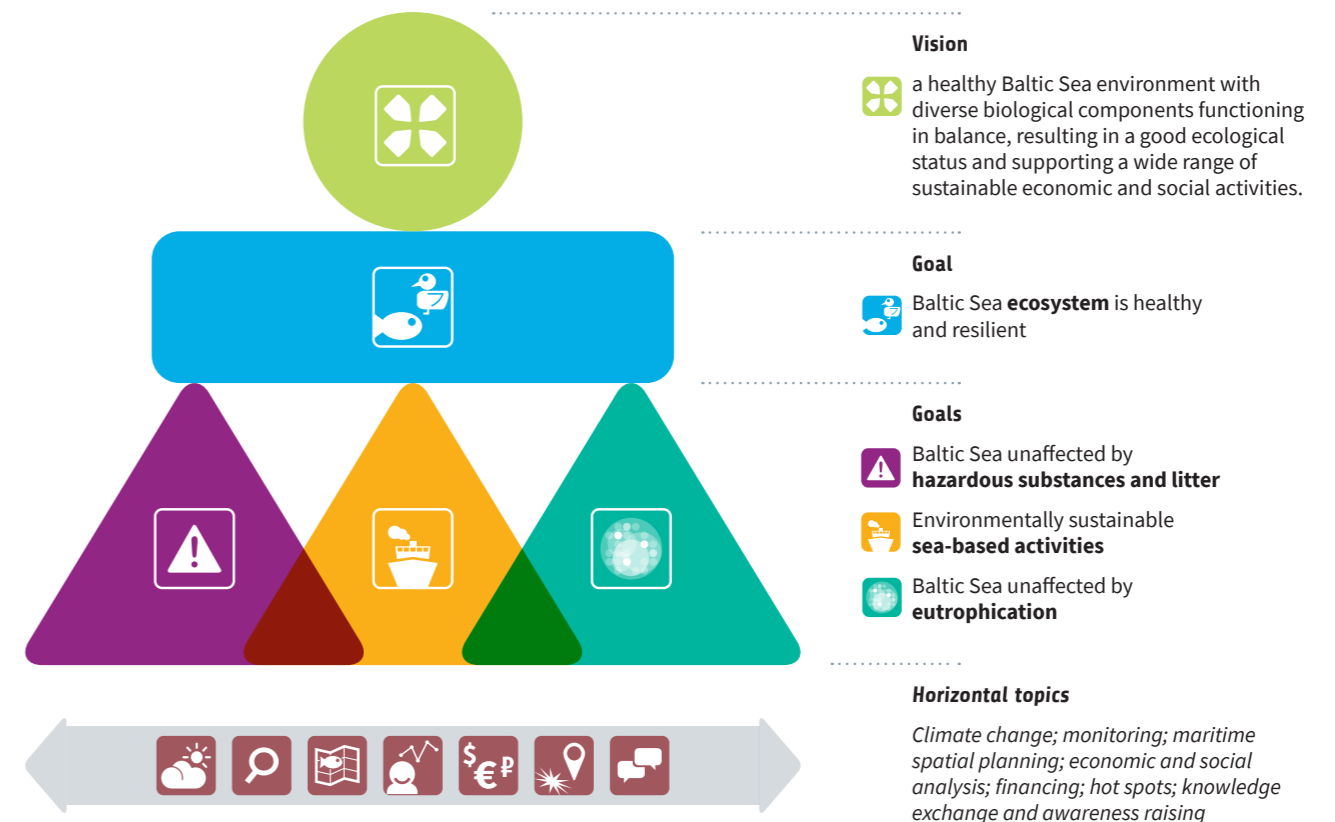 Vision
a healthy Baltic Sea environment with
diverse biological components functioning
in balance, resulting in a good ecological
status and supporting a wide range of
sustainable economic and social activities.
Goal
Baltic Sea ecosystem is healthy
and resilient
Goals
Baltic Sea unaffected by
hazardous substances and litter
Environmentally sustainable
sea-based activities
Baltic Sea unaffected by
eutrophication
Horizontal topics
Climate change; monitoring; maritime
spatial planning; economic and social
analysis; financing; hot spots; knowledge
exchange and awareness raising
$ € ₽